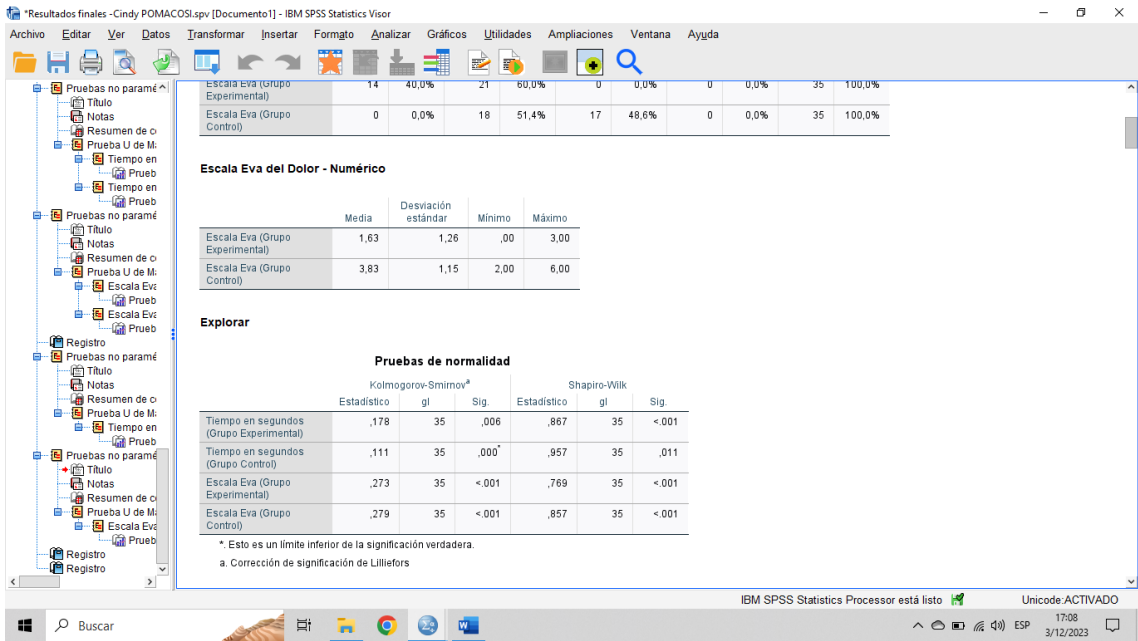 *Resultados finales -Cindy POMACOSI.spv [Documento1] - IBM SPSS Statistics Visor
Archivo Editar Ver Datos Transformar Insertar Formato Analizar Gráficos Utilidades Ampliaciones Ventana Ayuda
Pruebas no paramé
Título
Notas
Resumen de co
Prueba U de Ma
Tiempo en
Prueb
Tiempo en
Prueb
Pruebas no paramé
Título
Notas
Resumen de co
Prueba U de Ma
Escala Eva
Prueb
Escala Eva
Prueb
Registro
Pruebas no paramé
Título
Notas
Resumen de co
Prueba U de Ma
Tiempo en
Prueb
Pruebas no paramé
Título
Notas
Resumen de co
Prueba U de Ma
Escala Eva
Prueb
Registro
Registro
Escala Eva (Grupo Experimental) 14 40,0% 21 60,0% 0 0,0% 0 0,0% 35 100,0%
Escala Eva (Grupo Control) 0 0,0% 18 51,4% 17 48,6% 0 0,0% 35 100,0%
Escala Eva del Dolor - Numérico
Media Desviación estándar Mínimo Máximo
Escala Eva (Grupo Experimental) 1,63 1,26 ,00 3,00
Escala Eva (Grupo Control) 3,83 1,15 2,00 6,00
Explorar
Pruebas de normalidad
Kolmogorov-Smirnovª Shapiro-Wilk
Estadístico gl Sig. Estadístico gl Sig.
Tiempo en segundos (Grupo Experimental) ,178 35 ,006 ,867 35 <.001
Tiempo en segundos (Grupo Control) ,111 35 ,000* ,957 35 ,011
Escala Eva (Grupo Experimental) ,273 35 <.001 ,769 35 <.001
Escala Eva (Grupo Control) ,279 35 <.001 ,857 35 <.001
*. Esto es un límite inferior de la significación verdadera.
a. Corrección de significación de Lilliefors
IBM SPSS Statistics Processor está listo Unicode:ACTIVADO
Buscar
ESP
17:08
3/12/2023